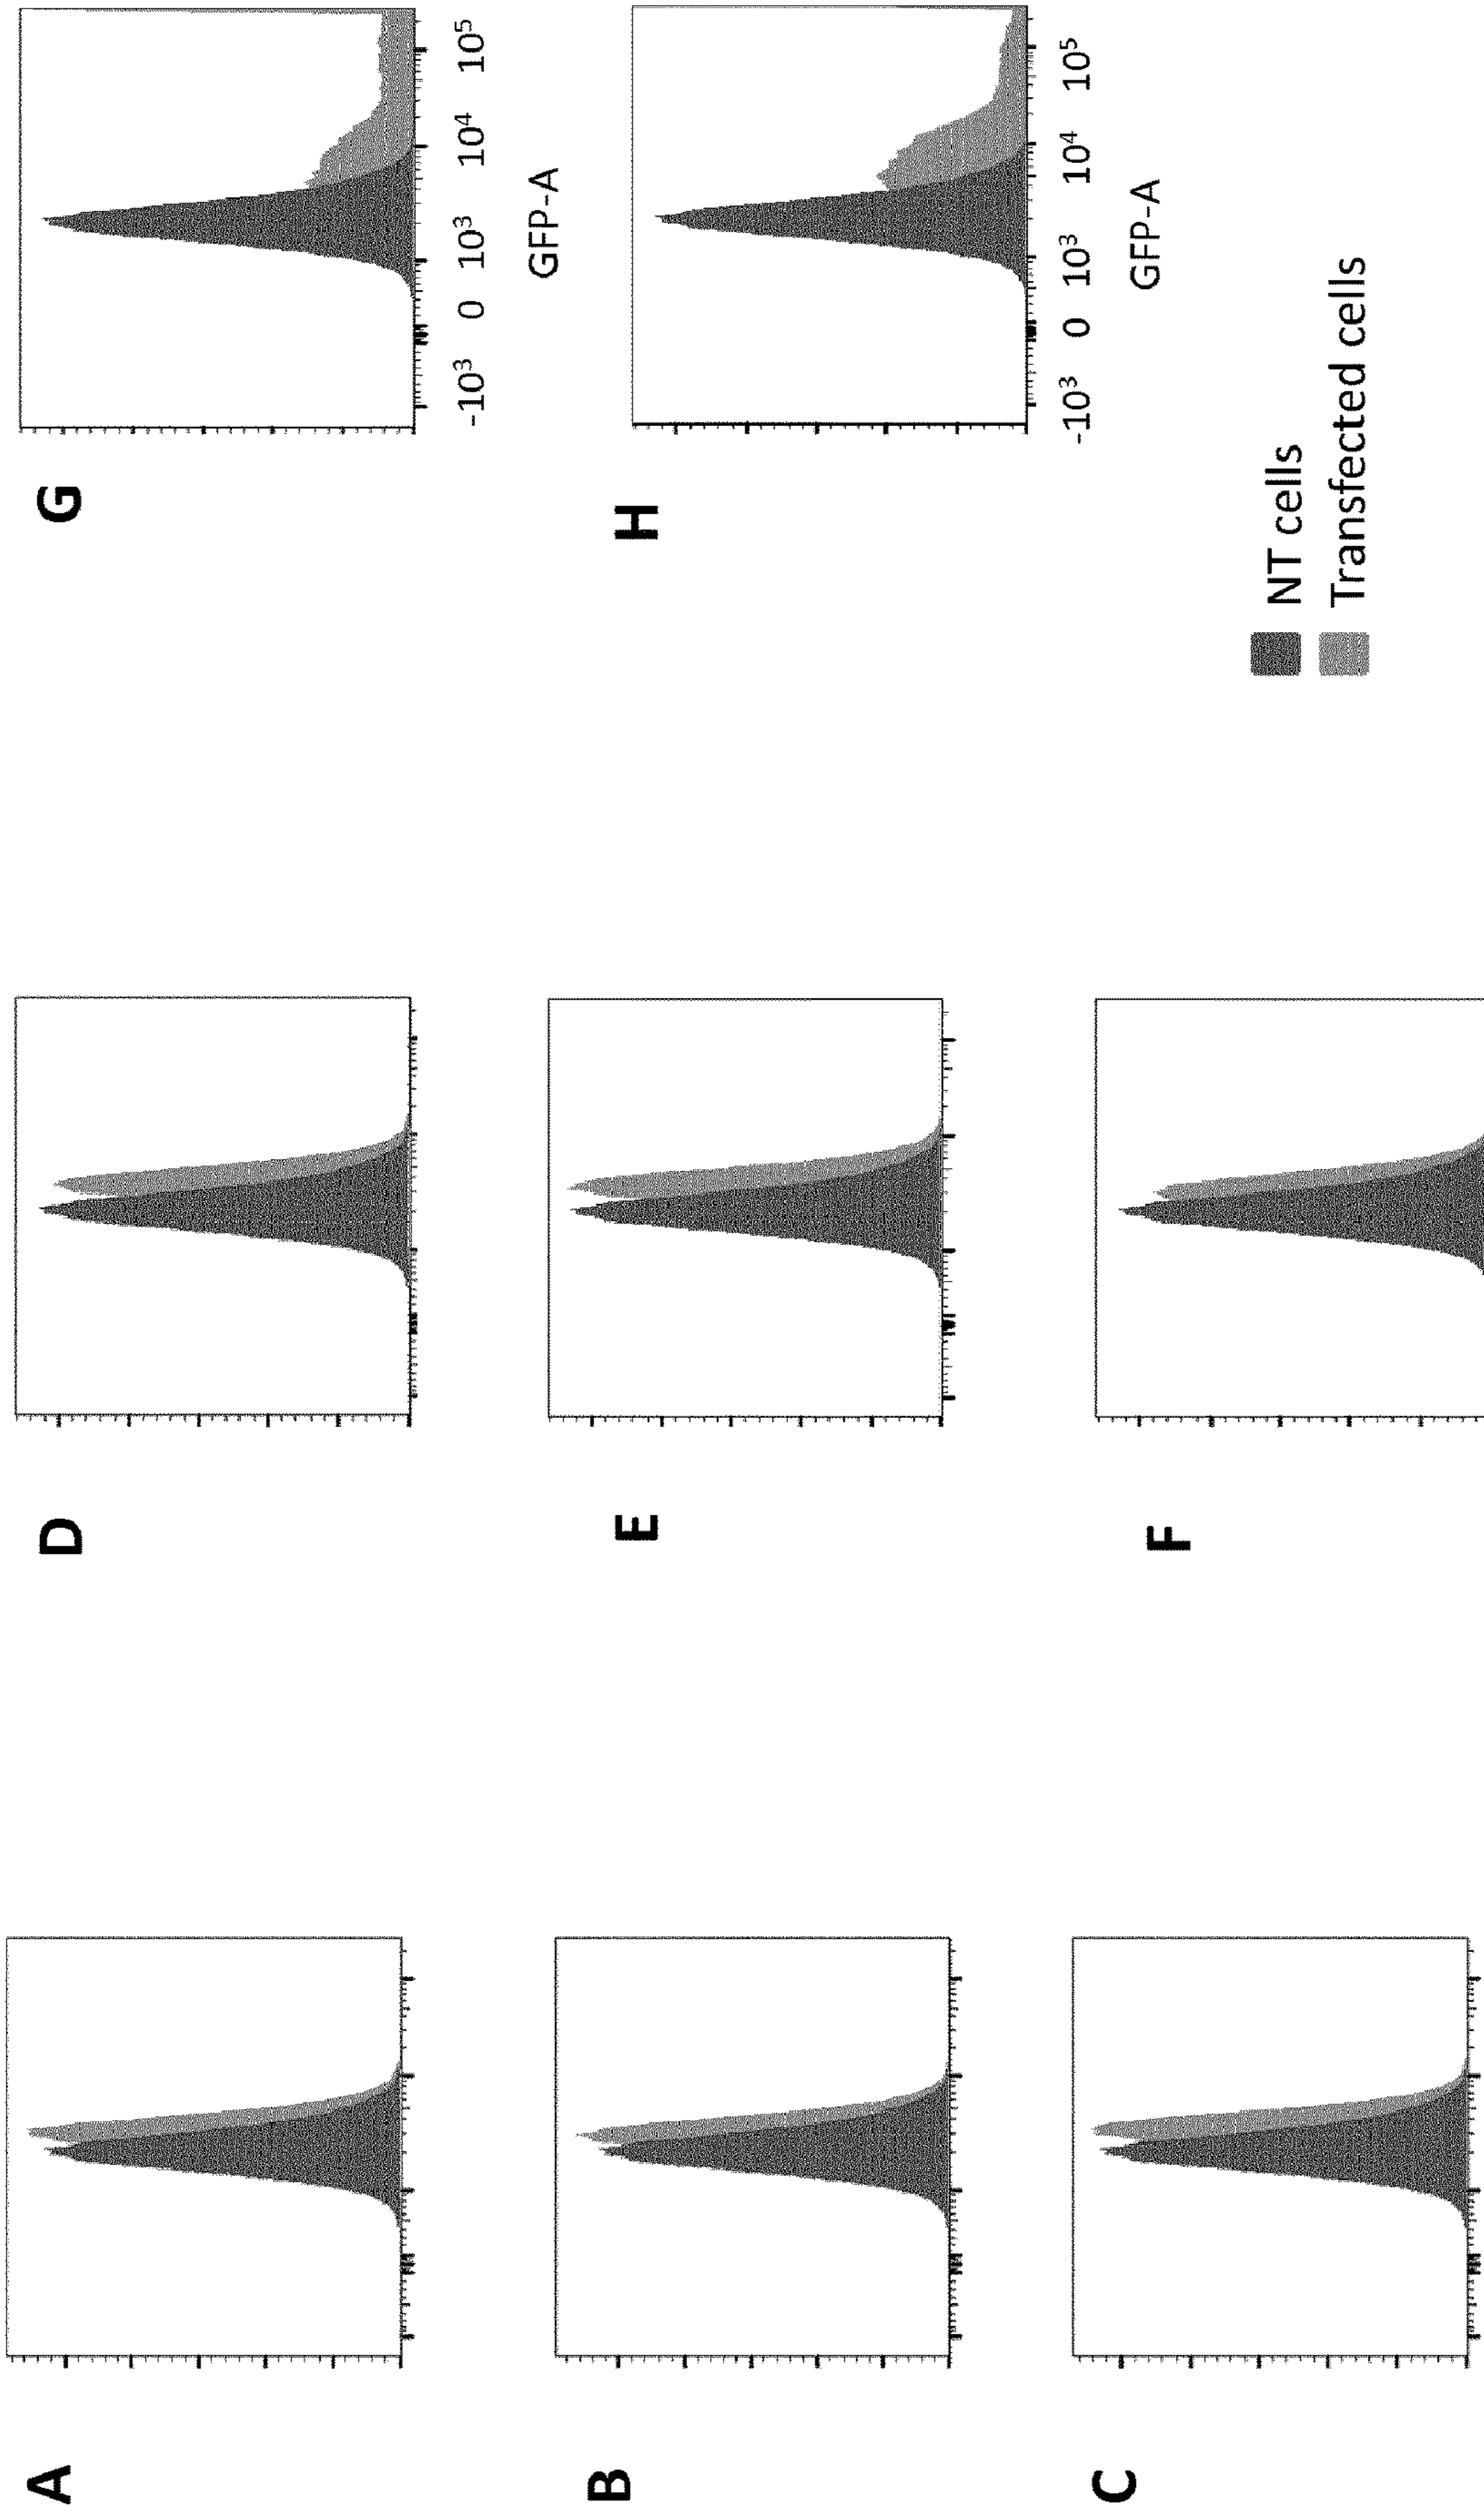 A
D
G
-10³ 0 10³ 10⁴ 10⁵
GFP-A
B
E
H
-10³ 0 10³ 10⁴ 10⁵
GFP-A
C
F
NT cells
Transfected cells